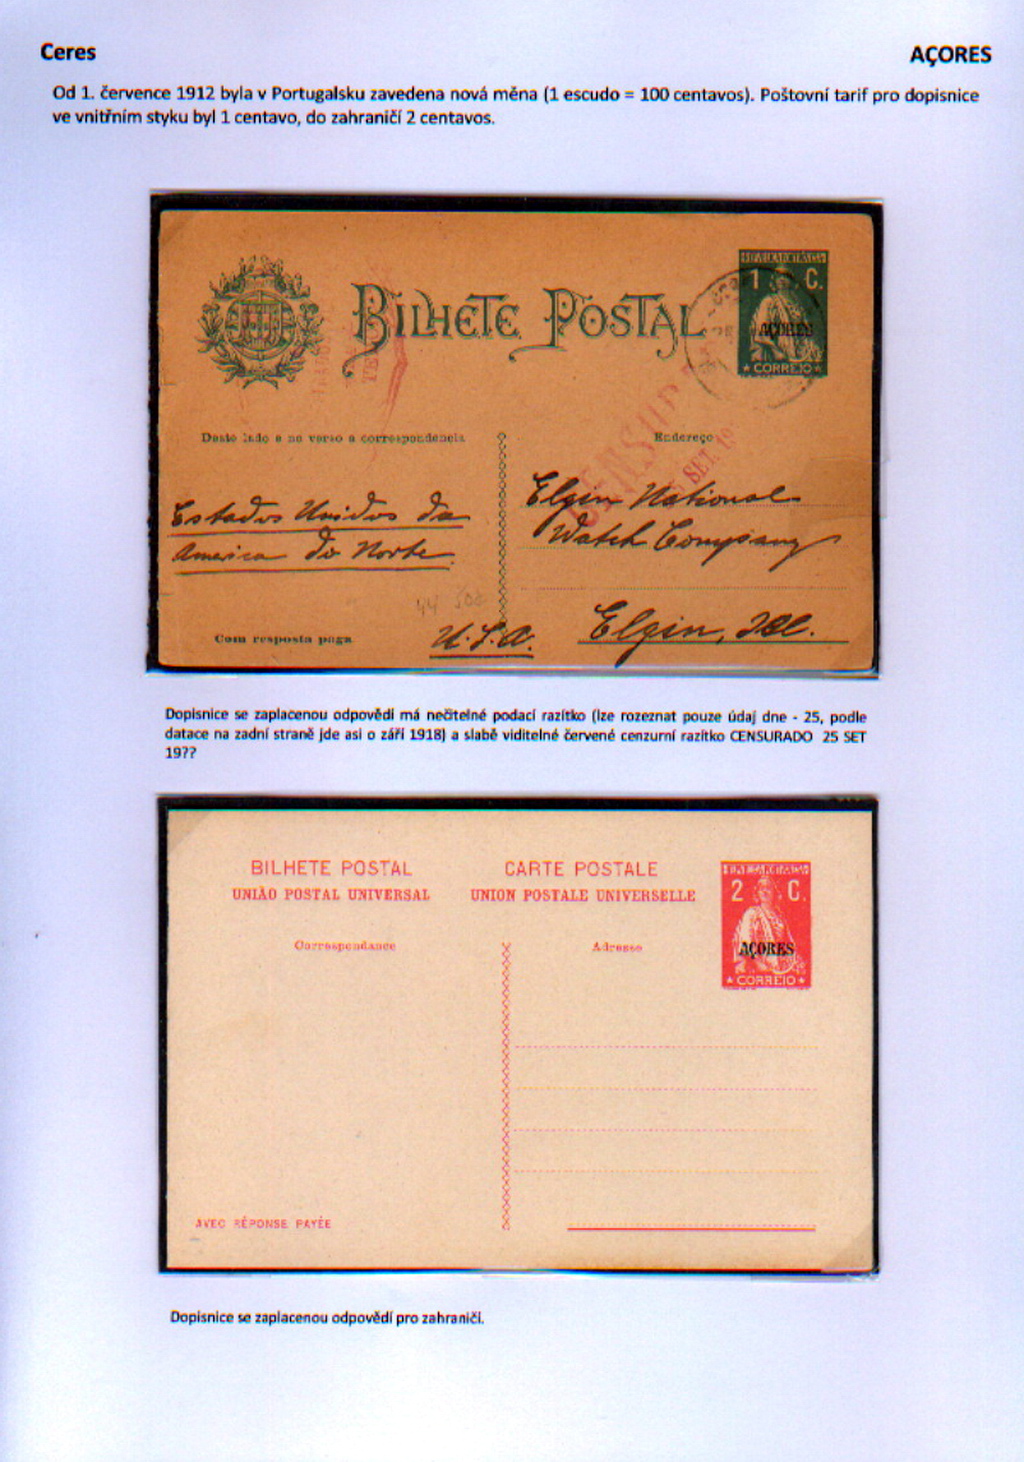 Ceres
AÇORES
Od 1. července 1912 byla v Portugalsku zavedena nová měna (1 escudo = 100 centavos). Poštovní tarif pro dopisnice
ve vnitřním styku byl 1 centavo, do zahraničí 2 centavos.
BILHETE POSTAL
1 C.
AÇORES
CORREIO
Deste lado e no verso a correspondencia
Endereço
SET. 19
Estados Unidos da
America do Norte
Elgin National
Watch Company
44 50c
Com resposta paga
U.S.A.
Elgin, Ill.
Dopisnice se zaplacenou odpovědi má nečitelné podací razítko (lze rozeznat pouze údaj dne - 25, podle
datace na zadní straně jde asi o září 1918) a slabě viditelné červené cenzurní razítko CENSURADO 25 SET
19??
BILHETE POSTAL
CARTE POSTALE
UNIÃO POSTAL UNIVERSAL
UNION POSTALE UNIVERSELLE
2 C.
AÇORES
CORREIO
Correspondance
Adresse
AVEC RÉPONSE PAYÉE
Dopisnice se zaplacenou odpovědí pro zahraničí.